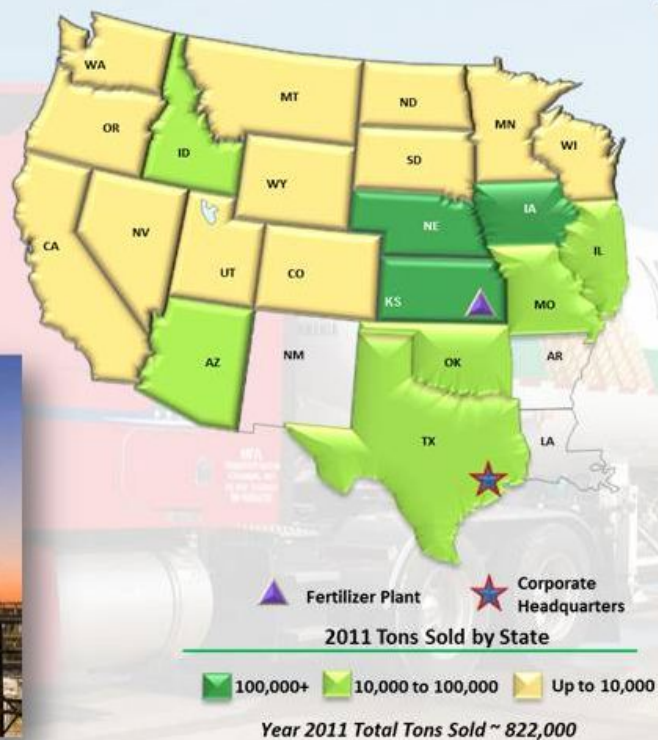 WA
MT
ND
MN
OR
ID
SD
WI
WY
NE
IA
CA
NV
UT
CO
IL
KS
MO
AZ
NM
OK
AR
TX
LA
Fertilizer Plant
Corporate
Headquarters
2011 Tons Sold by State
100,000+ 10,000 to 100,000 Up to 10,000
Year 2011 Total Tons Sold ~ 822,000